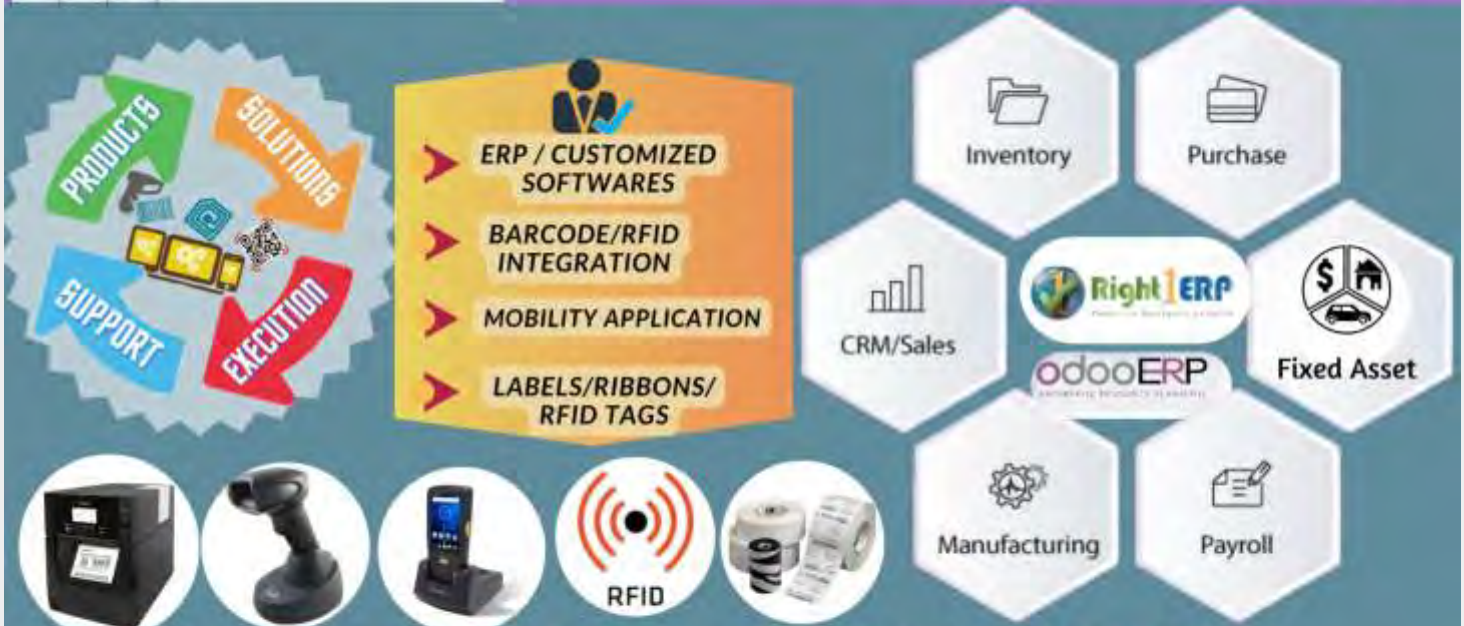 PRODUCTS
SOLUTIONS
SUPPORT
EXECUTION
ERP / CUSTOMIZED
SOFTWARES
BARCODE/RFID
INTEGRATION
MOBILITY APPLICATION
LABELS/RIBBONS/
RFID TAGS
RFID
Inventory
Purchase
CRM/Sales
Right1ERP
odooERP
Fixed Asset
Manufacturing
Payroll